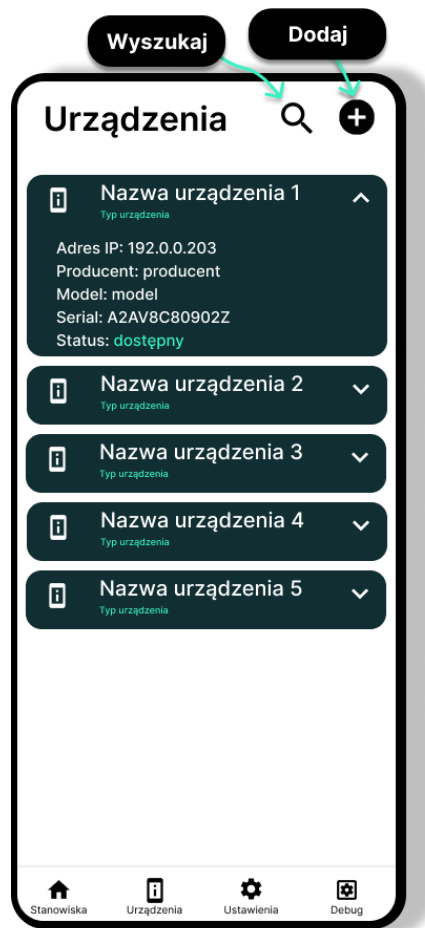 Wyszukaj
Dodaj
Urządzenia
Nazwa urządzenia 1
Typ urządzenia
Adres IP: 192.0.0.203
Producent: producent
Model: model
Serial: A2AV8C80902Z
Status: dostępny
Nazwa urządzenia 2
Typ urządzenia
Nazwa urządzenia 3
Typ urządzenia
Nazwa urządzenia 4
Typ urządzenia
Nazwa urządzenia 5
Typ urządzenia
Stanowiska
Urządzenia
Ustawienia
Debug